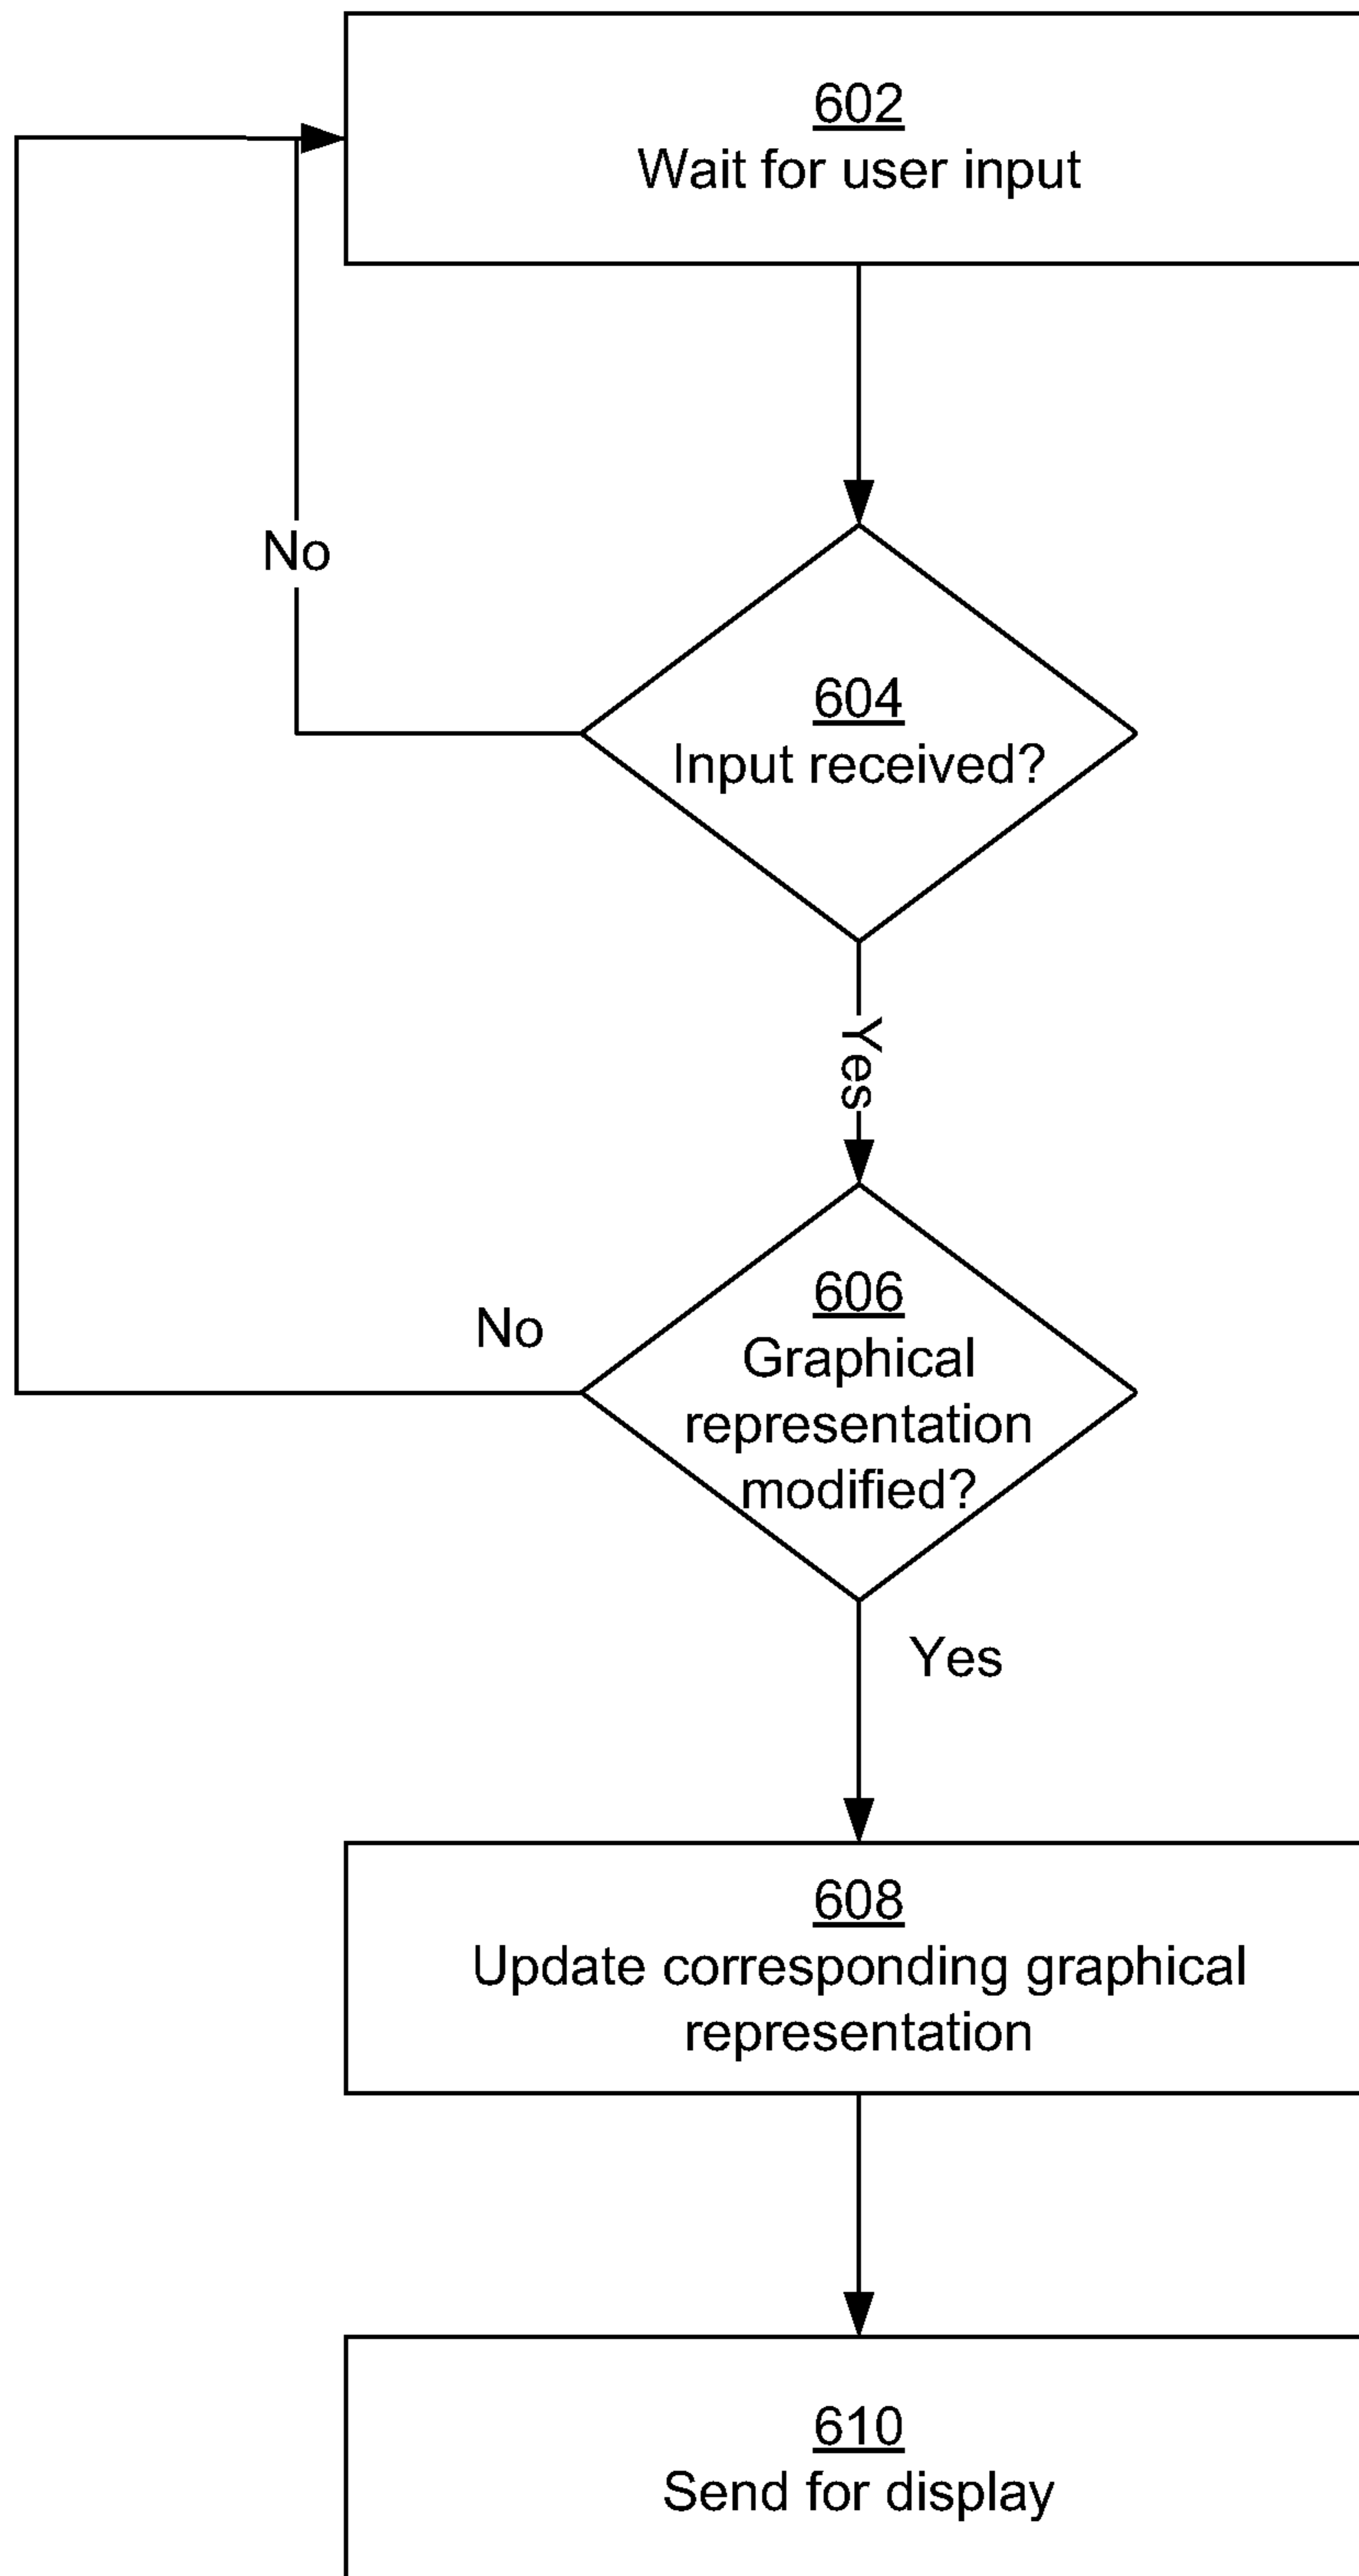 602
Wait for user input
No
604
Input received?
Yes
606
No
Graphical
representation
modified?
Yes
608
Update corresponding graphical
representation
610
Send for display